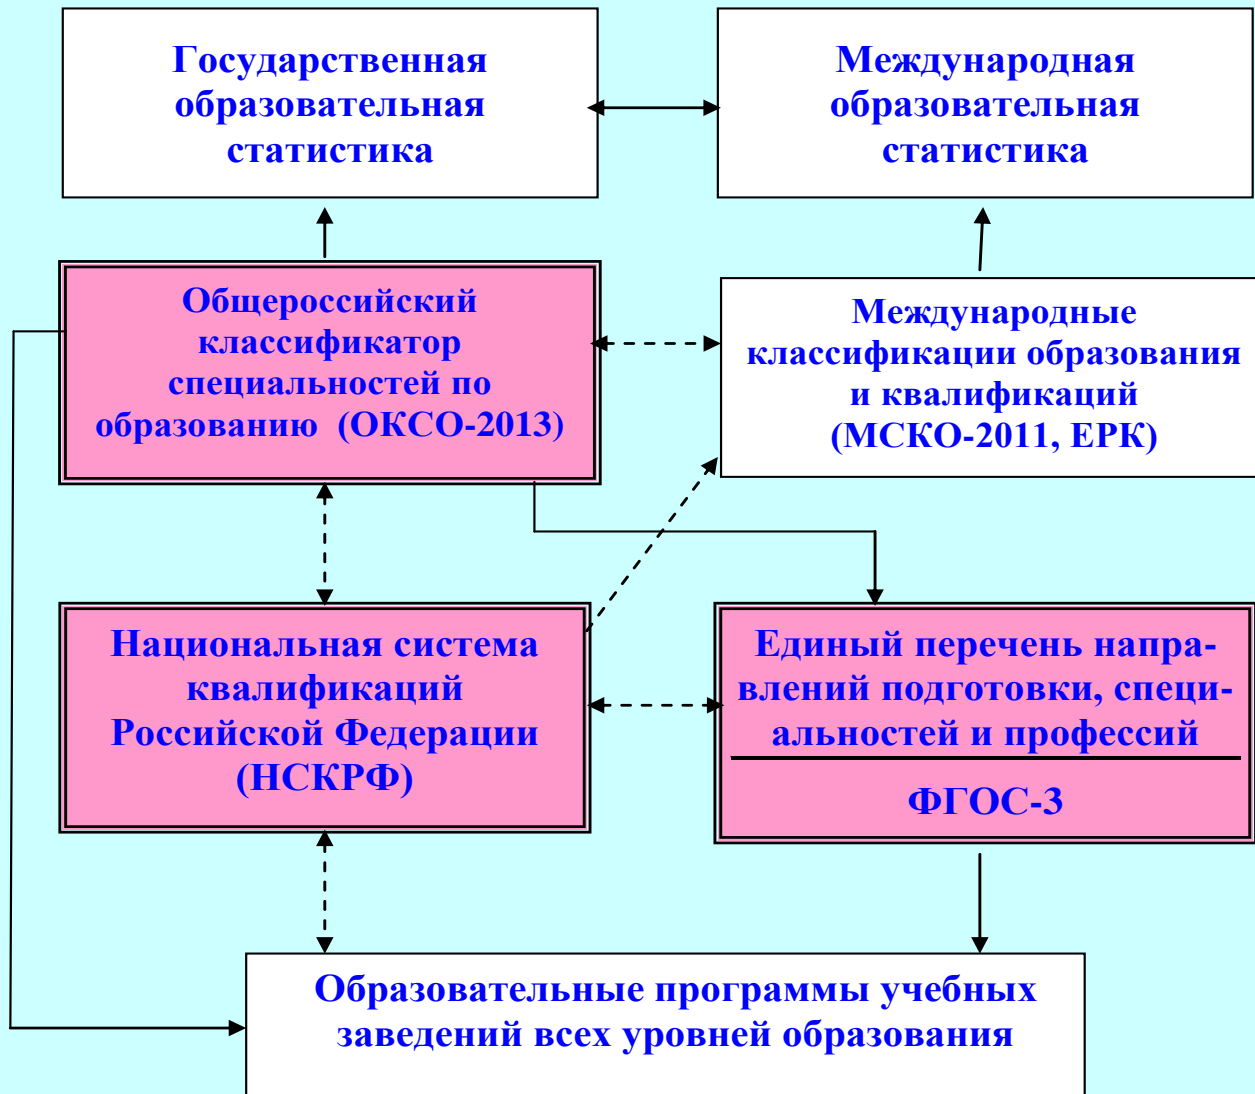 Государственная
образовательная
статистика
Международная
образовательная
статистика
Общероссийский
классификатор
специальностей по
образованию (ОКСО-2013)
Международные
классификации образования
и квалификаций
(МСКО-2011, ЕРК)
Национальная система
квалификаций
Российской Федерации
(НСКРФ)
Единый перечень напра-
влений подготовки, специ-
альностей и профессий
ФГОС-3
Образовательные программы учебных
заведений всех уровней образования